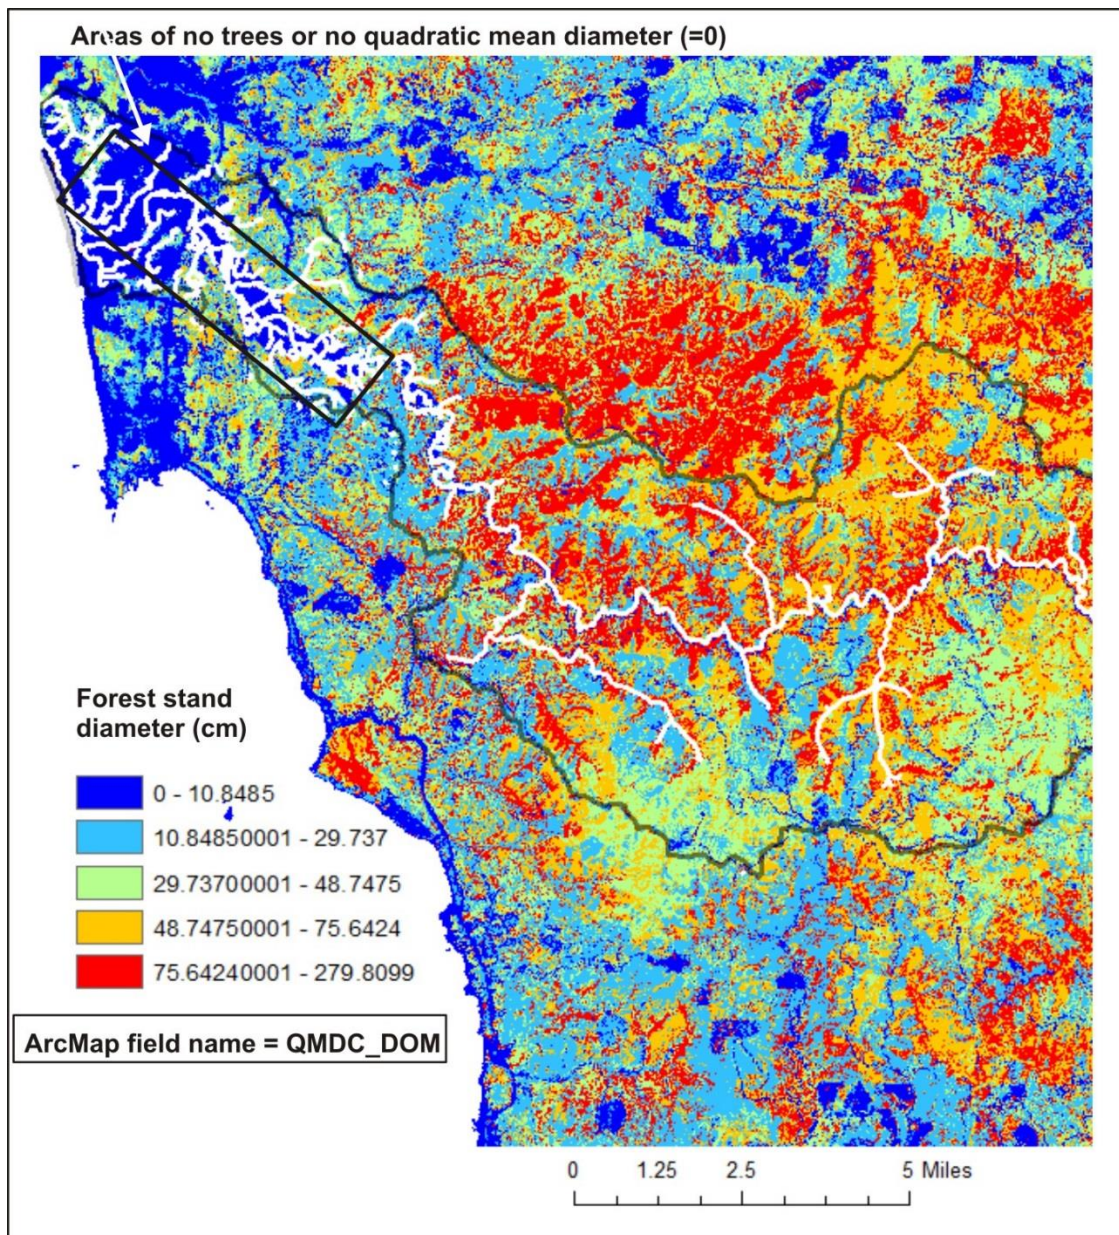 Areas of no trees or no quadratic mean diameter (=0)
Forest stand
diameter (cm)
0 - 10.8485
10.84850001 - 29.737
29.73700001 - 48.7475
48.74750001 - 75.6424
75.64240001 - 279.8099
ArcMap field name = QMDC_DOM
0 1.25 2.5 5 Miles